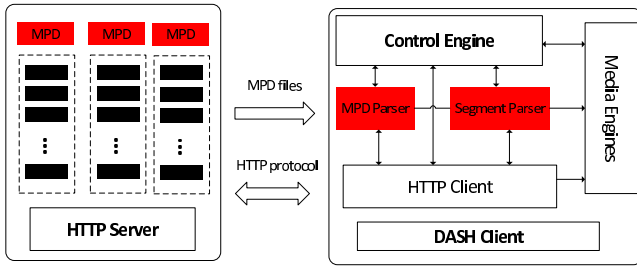 MPD MPD MPD
HTTP Server
MPD files
HTTP protocol
Control Engine
MPD Parser
Segment Parser
HTTP Client
Media Engines
DASH Client